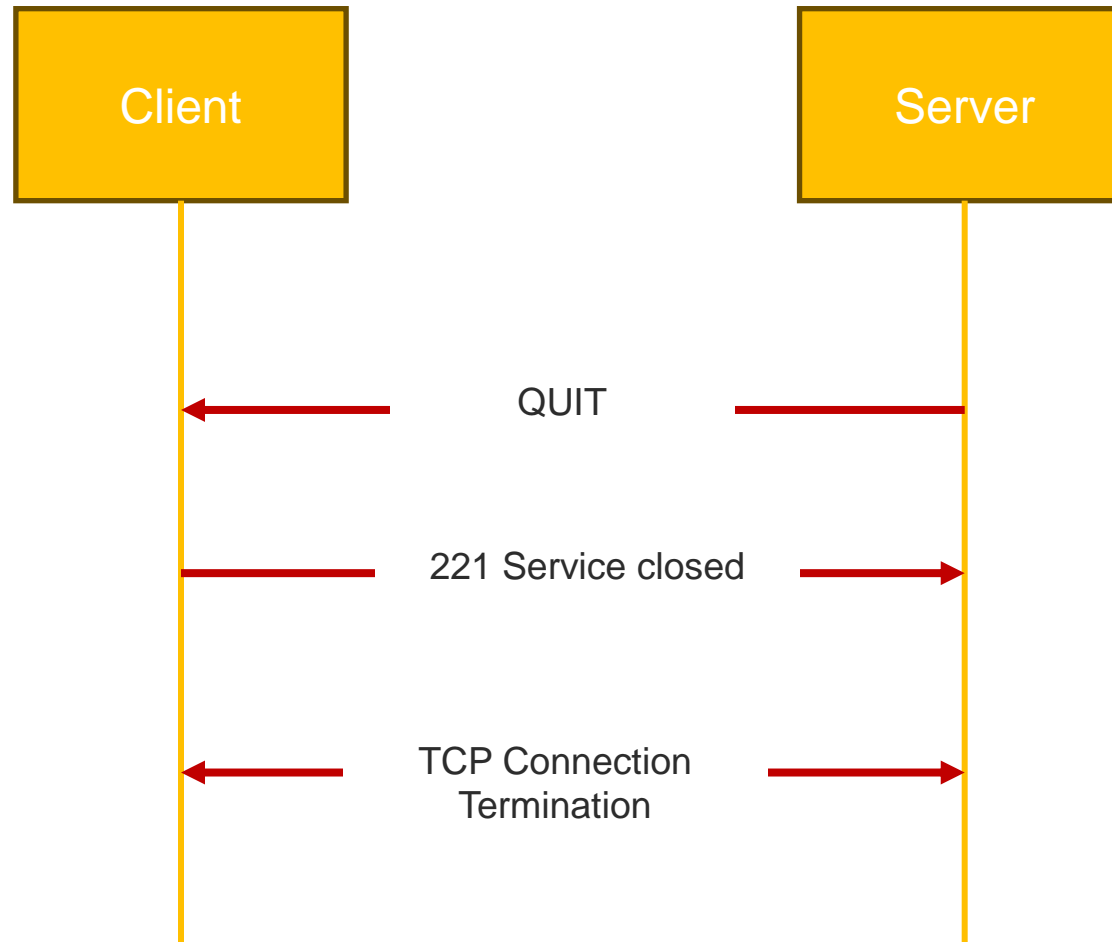 Client
Server
QUIT
221 Service closed
TCP Connection
Termination